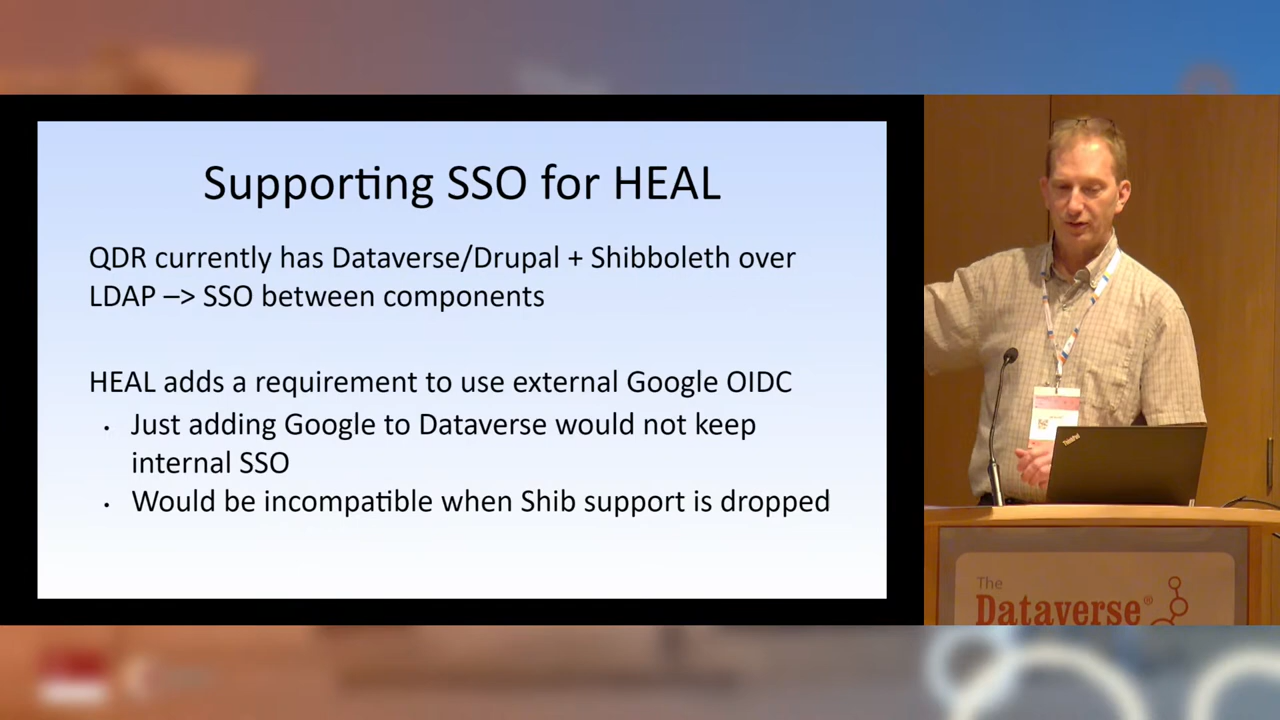 Supporting SSO for HEAL
QDR currently has Dataverse/Drupal + Shibboleth over
LDAP –> SSO between components
HEAL adds a requirement to use external Google OIDC
• Just adding Google to Dataverse would not keep
internal SSO
• Would be incompatible when Shib support is dropped
ThinkPad
The
Dataverse®